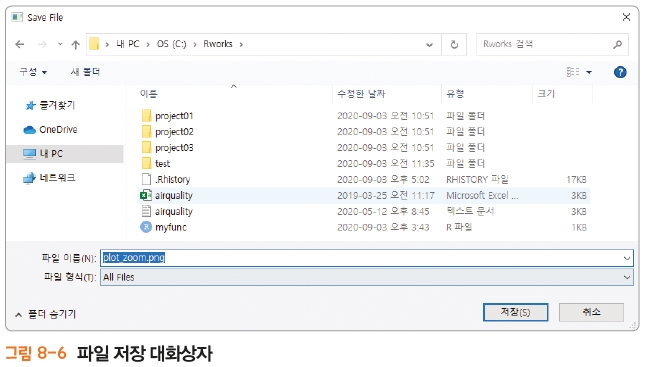 Save File
내 PC > OS (C:) > Rworks >
Rworks 검색
구성 새 폴더
이름 수정한 날짜 유형 크기
즐겨찾기
OneDrive
내 PC
네트워크
project01 2020-09-03 오전 10:51 파일 폴더
project02 2020-09-03 오전 10:51 파일 폴더
project03 2020-09-03 오전 10:51 파일 폴더
test 2020-09-03 오전 11:35 파일 폴더
.Rhistory 2020-09-03 오후 5:02 RHISTORY 파일 17KB
airquality 2019-03-25 오전 11:17 Microsoft Excel ... 3KB
airquality 2020-05-12 오후 8:45 텍스트 문서 3KB
myfunc 2020-09-03 오후 3:43 R 파일 1KB
파일 이름(N): plot_zoom.png
파일 형식(T): All Files
폴더 숨기기
저장(S) 취소
그림 8-6 파일 저장 대화상자